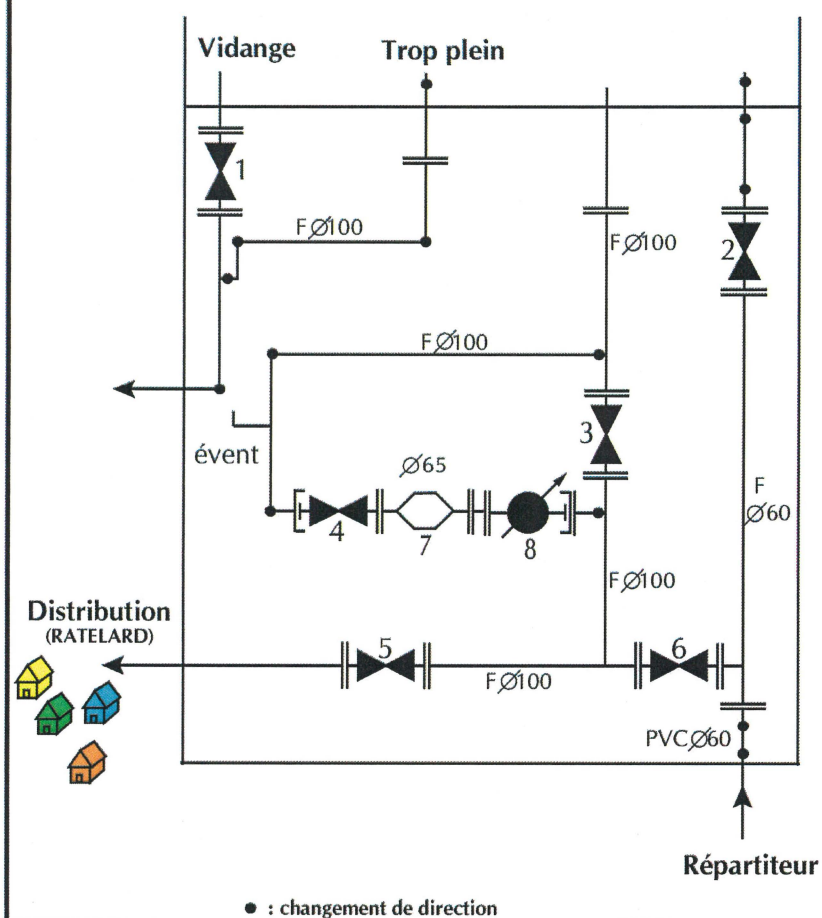 Vidange
Trop plein
1
F∅100
F∅100
2
F∅100
3
évent
∅65
F
∅60
4
7
8
F∅100
Distribution
(RATELARD)
5
6
F∅100
PVC∅60
Répartiteur
● : changement de direction